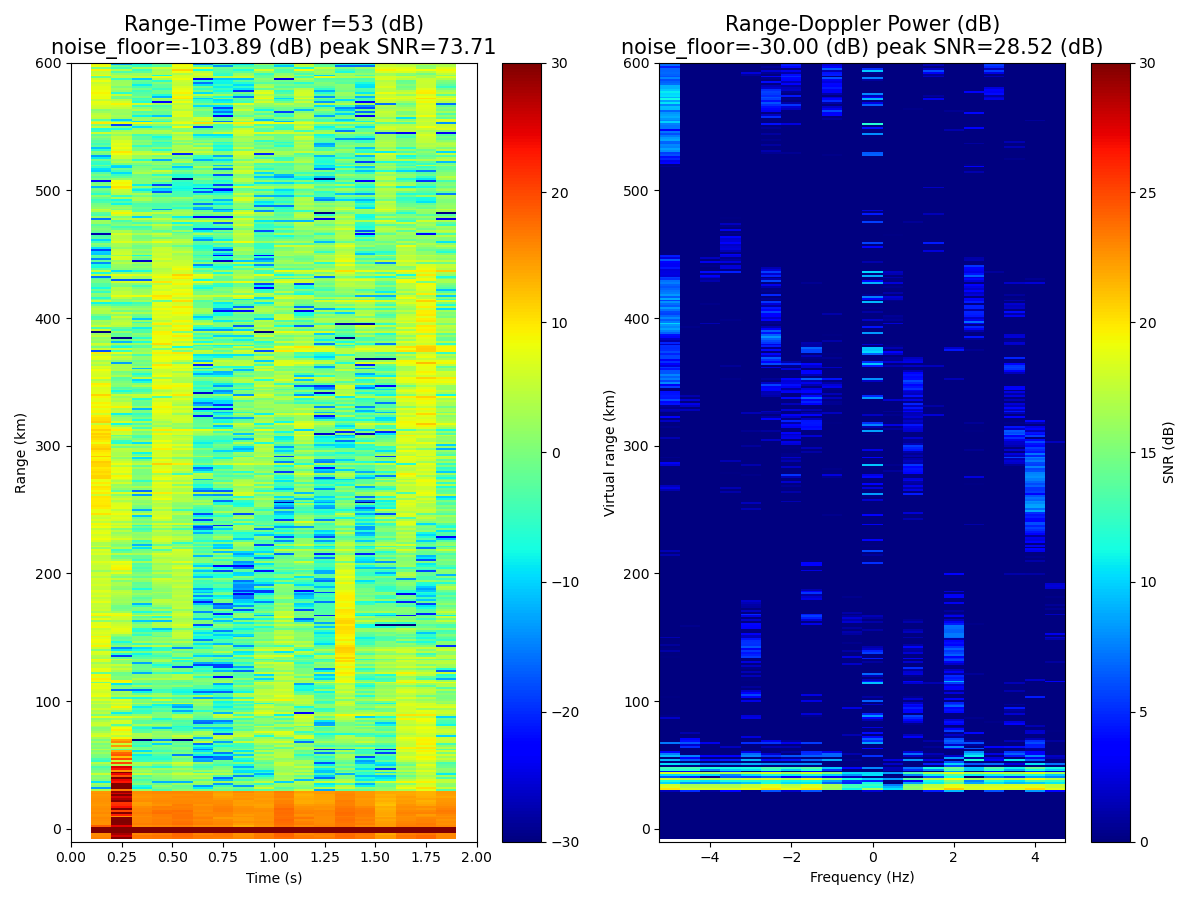 Range-Time Power f=53 (dB)
noise_floor=-103.89 (dB) peak SNR=73.71
Range (km)
600
500
400
300
200
100
0
0.00 0.25 0.50 0.75 1.00 1.25 1.50 1.75 2.00
Time (s)
30
20
10
0
−10
−20
−30
Range-Doppler Power (dB)
noise_floor=-30.00 (dB) peak SNR=28.52 (dB)
Virtual range (km)
600
500
400
300
200
100
0
−4 −2 0 2 4
Frequency (Hz)
30
25
20
15
10
5
0
SNR (dB)